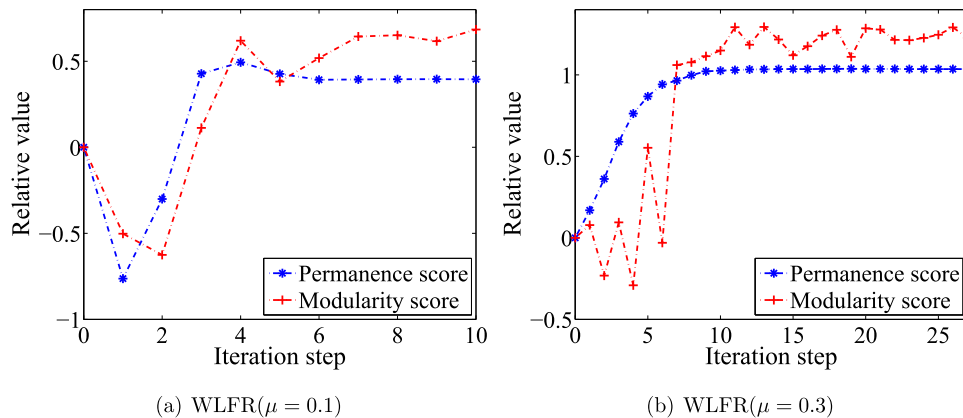 Relative value
0.5
0
−0.5
−1
0 2 4 6 8 10
Iteration step
Permanence score
Modularity score
(a) WLFR(μ = 0.1)
Relative value
1
0.5
0
−0.5
0 5 10 15 20 25
Iteration step
Permanence score
Modularity score
(b) WLFR(μ = 0.3)